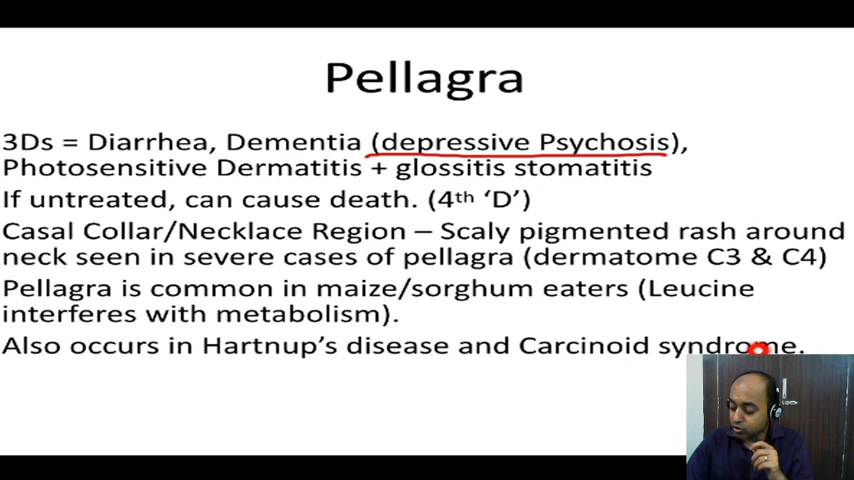 Pellagra
3Ds = Diarrhea, Dementia (depressive Psychosis),
Photosensitive Dermatitis + glossitis stomatitis
If untreated, can cause death. (4th ‘D’)
Casal Collar/Necklace Region – Scaly pigmented rash around
neck seen in severe cases of pellagra (dermatome C3 & C4)
Pellagra is common in maize/sorghum eaters (Leucine
interferes with metabolism).
Also occurs in Hartnup’s disease and Carcinoid syndrome.